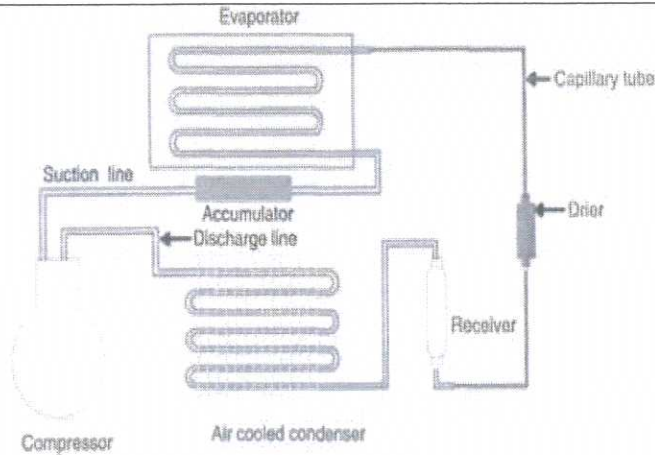 Evaporator
Capillary tube
Suction line
Accumulator
Drier
Discharge line
Receiver
Air cooled condenser
Compressor